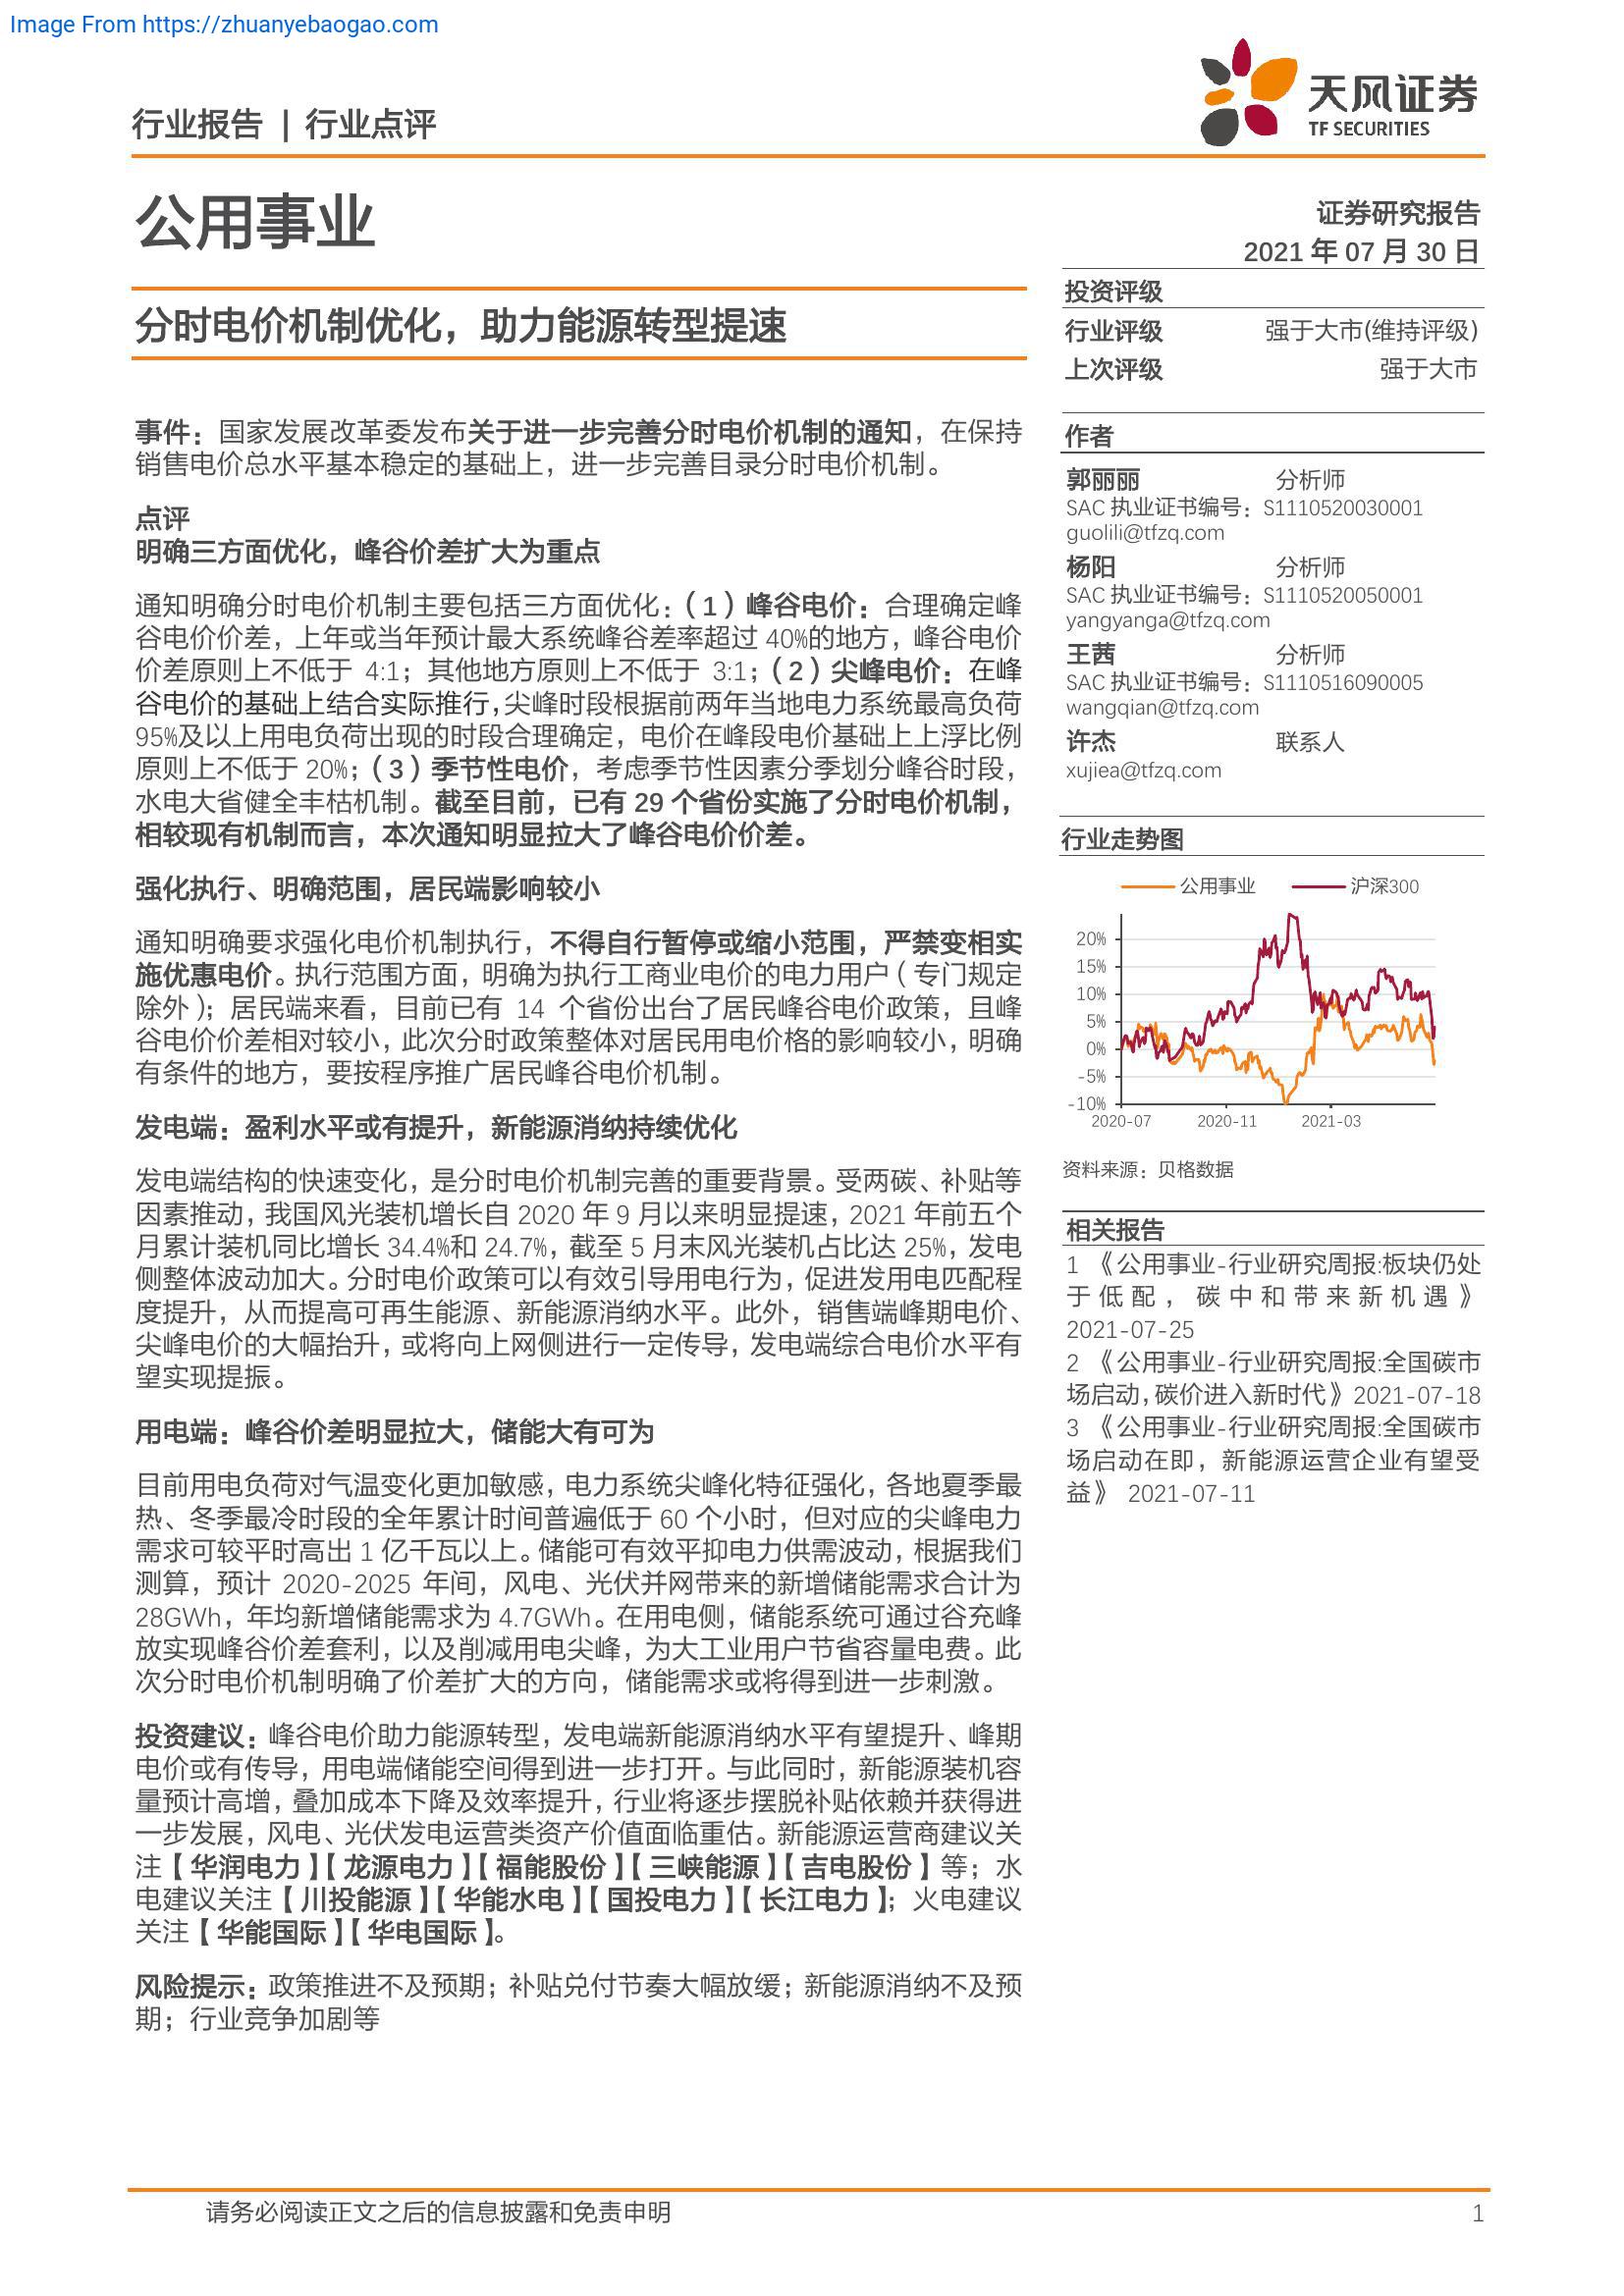 Image From https://zhuanyebaogao.com
行业报告 | 行业点评
天风证券
TF SECURITIES
公用事业
证券研究报告
2021 年 07 月 30 日
分时电价机制优化，助力能源转型提速
事件：国家发展改革委发布关于进一步完善分时电价机制的通知，在保持
销售电价总水平基本稳定的基础上，进一步完善目录分时电价机制。
点评
明确三方面优化，峰谷价差扩大为重点
通知明确分时电价机制主要包括三方面优化：（1）峰谷电价：合理确定峰
谷电价价差，上年或当年预计最大系统峰谷差率超过 40%的地方，峰谷电价
价差原则上不低于 4:1；其他地方原则上不低于 3:1；（2）尖峰电价：在峰
谷电价的基础上结合实际推行，尖峰时段根据前两年当地电力系统最高负荷
95%及以上用电负荷出现的时段合理确定，电价在峰段电价基础上上浮比例
原则上不低于 20%；（3）季节性电价，考虑季节性因素分季划分峰谷时段，
水电大省健全丰枯机制。截至目前，已有 29 个省份实施了分时电价机制，
相较现有机制而言，本次通知明显拉大了峰谷电价价差。
强化执行、明确范围，居民端影响较小
通知明确要求强化电价机制执行，不得自行暂停或缩小范围，严禁变相实
施优惠电价。执行范围方面，明确为执行工商业电价的电力用户（专门规定
除外）；居民端来看，目前已有 14 个省份出台了居民峰谷电价政策，且峰
谷电价价差相对较小，此次分时政策整体对居民用电价格的影响较小，明确
有条件的地方，要按程序推广居民峰谷电价机制。
发电端：盈利水平或有提升，新能源消纳持续优化
发电端结构的快速变化，是分时电价机制完善的重要背景。受两碳、补贴等
因素推动，我国风光装机增长自 2020 年 9 月以来明显提速，2021 年前五个
月累计装机同比增长 34.4%和 24.7%，截至 5 月末风光装机占比达 25%，发电
侧整体波动加大。分时电价政策可以有效引导用电行为，促进发用电匹配程
度提升，从而提高可再生能源、新能源消纳水平。此外，销售端峰期电价、
尖峰电价的大幅抬升，或将向上网侧进行一定传导，发电端综合电价水平有
望实现提振。
用电端：峰谷价差明显拉大，储能大有可为
目前用电负荷对气温变化更加敏感，电力系统尖峰化特征强化，各地夏季最
热、冬季最冷时段的全年累计时间普遍低于 60 个小时，但对应的尖峰电力
需求可较平时高出 1 亿千瓦以上。储能可有效平抑电力供需波动，根据我们
测算，预计 2020-2025 年间，风电、光伏并网带来的新增储能需求合计为
28GWh，年均新增储能需求为 4.7GWh。在用电侧，储能系统可通过谷充峰
放实现峰谷价差套利，以及削减用电尖峰，为大工业用户节省容量电费。此
次分时电价机制明确了价差扩大的方向，储能需求或将得到进一步刺激。
投资建议：峰谷电价助力能源转型，发电端新能源消纳水平有望提升、峰期
电价或有传导，用电端储能空间得到进一步打开。与此同时，新能源装机容
量预计高增，叠加成本下降及效率提升，行业将逐步摆脱补贴依赖并获得进
一步发展，风电、光伏发电运营类资产价值面临重估。新能源运营商建议关
注【华润电力】【龙源电力】【福能股份】【三峡能源】【吉电股份】等；水
电建议关注【川投能源】【华能水电】【国投电力】【长江电力】；火电建议
关注【华能国际】【华电国际】。
风险提示：政策推进不及预期；补贴兑付节奏大幅放缓；新能源消纳不及预
期；行业竞争加剧等
投资评级
行业评级 强于大市(维持评级)
上次评级 强于大市
作者
郭丽丽 分析师
SAC 执业证书编号：S1110520030001
guolili@tfzq.com
杨阳 分析师
SAC 执业证书编号：S1110520050001
yangyanga@tfzq.com
王茜 分析师
SAC 执业证书编号：S1110516090005
wangqian@tfzq.com
许杰 联系人
xujiea@tfzq.com
行业走势图
公用事业 沪深300
20%
15%
10%
5%
0%
-5%
-10%
2020-07 2020-11 2021-03
资料来源：贝格数据
相关报告
1 《公用事业-行业研究周报:板块仍处
于低配，碳中和带来新机遇》
2021-07-25
2 《公用事业-行业研究周报:全国碳市
场启动,碳价进入新时代》 2021-07-18
3 《公用事业-行业研究周报:全国碳市
场启动在即，新能源运营企业有望受
益》 2021-07-11
请务必阅读正文之后的信息披露和免责申明 1